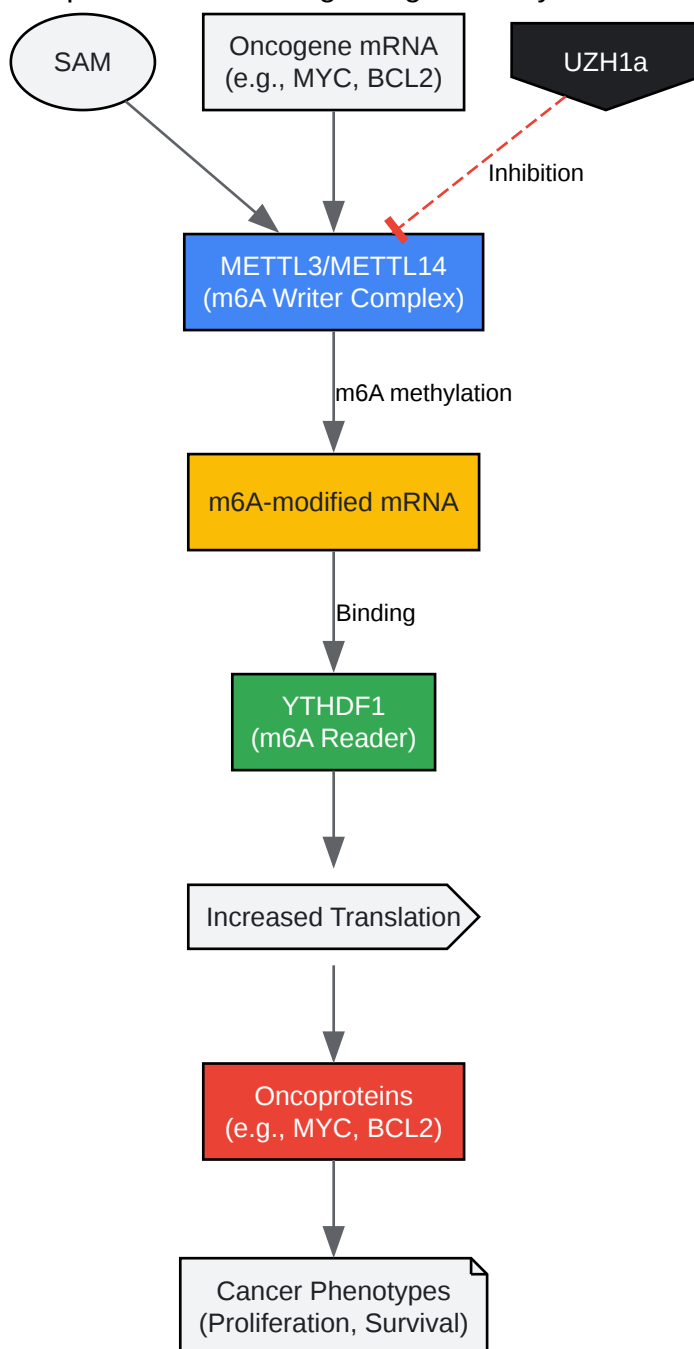 SAM
Oncogene mRNA
(e.g., MYC, BCL2)
UZH1a
Inhibition
METTL3/METTL14
(m6A Writer Complex)
m6A methylation
m6A-modified mRNA
Binding
YTHDF1
(m6A Reader)
Increased Translation
Oncoproteins
(e.g., MYC, BCL2)
Cancer Phenotypes
(Proliferation, Survival)